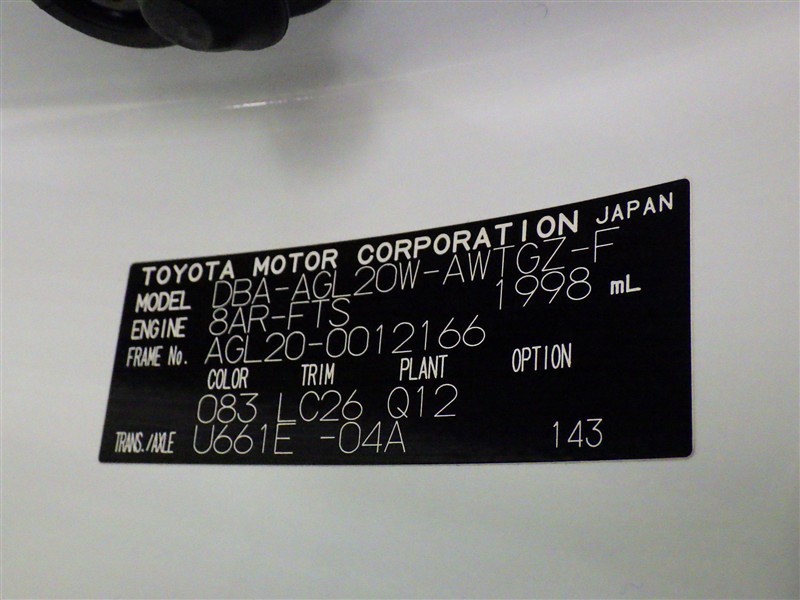 TOYOTA MOTOR CORPORATION JAPAN
MODEL DBA-AGL20W-AWTGZ-F
ENGINE 8AR-FTS 1998 mL
FRAME No. AGL20-0012166
COLOR TRIM PLANT OPTION
083 LC26 Q12
TRANS./AXLE U661E -04A 143